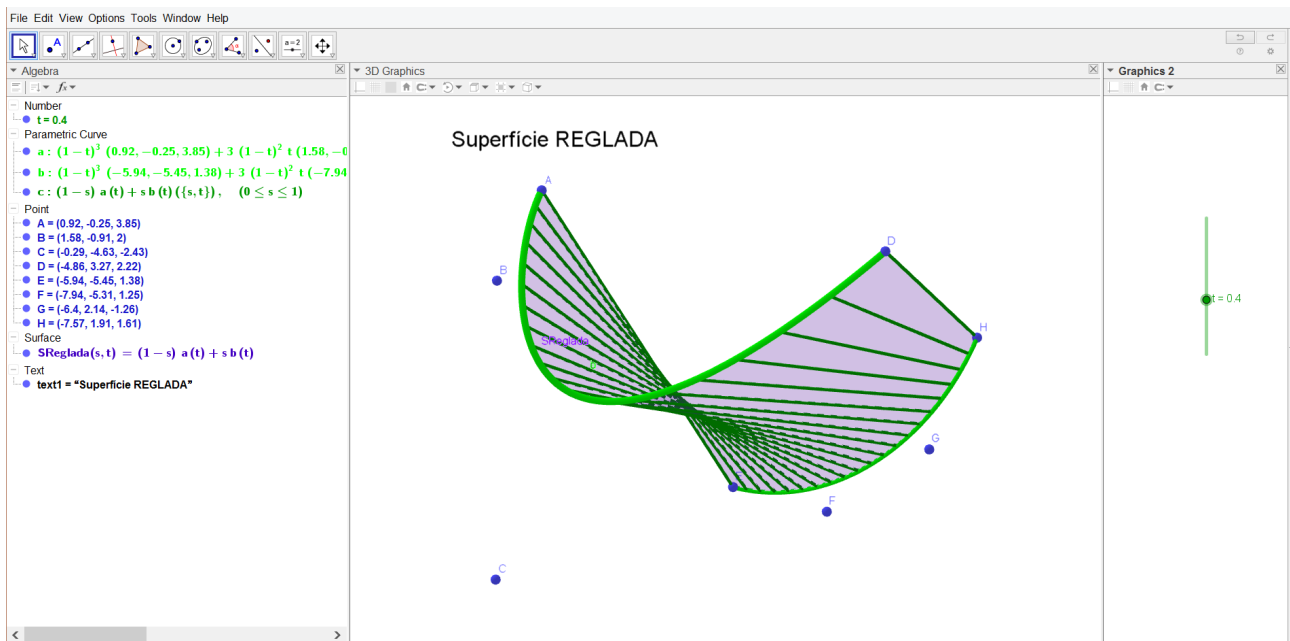 File Edit View Options Tools Window Help
A
a=2
Algebra
3D Graphics
Graphics 2
fx
Number
t = 0.4
Parametric Curve
a : (1 − t)³ (0.92, −0.25, 3.85) + 3 (1 − t)² t (1.58, −0
b : (1 − t)³ (−5.94, −5.45, 1.38) + 3 (1 − t)² t (−7.94
c : (1 − s) a (t) + s b (t) ({s, t}) , (0 ≤ s ≤ 1)
Point
A = (0.92, -0.25, 3.85)
B = (1.58, -0.91, 2)
C = (-0.29, -4.63, -2.43)
D = (-4.86, 3.27, 2.22)
E = (-5.94, -5.45, 1.38)
F = (-7.94, -5.31, 1.25)
G = (-6.4, 2.14, -1.26)
H = (-7.57, 1.91, 1.61)
Surface
SReglada(s, t) = (1 − s) a (t) + s b (t)
Text
text1 = “Superfície REGLADA”
Superfície REGLADA
A
D
B
H
SReglada
c
G
E
F
C
t = 0.4